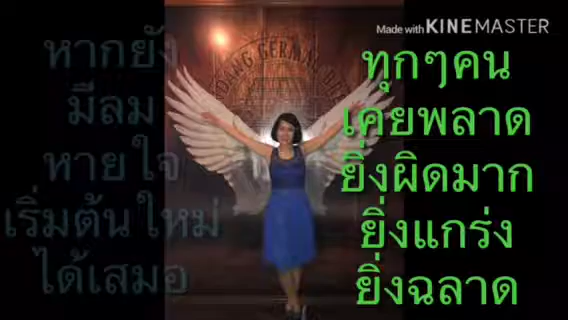 Made with KINEMASTER
หากยัง
มีลม
หายใจ
เริ่มต้นใหม่
ได้เสมอ
ทุกๆคน
เคยพลาด
ยิ่งผิดมาก
ยิ่งแกร่ง
ยิ่งฉลาด